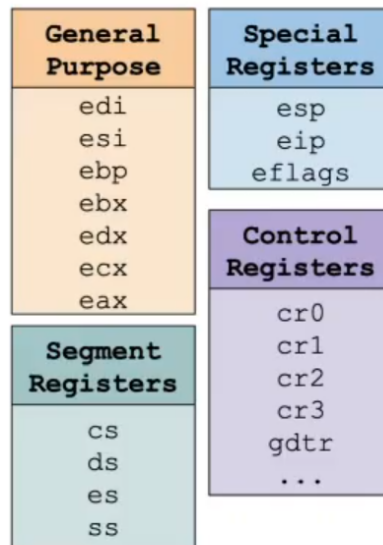 General
Purpose
edi
esi
ebp
ebx
edx
ecx
eax
Segment
Registers
cs
ds
es
ss
Special
Registers
esp
eip
eflags
Control
Registers
cr0
cr1
cr2
cr3
gdtr
...